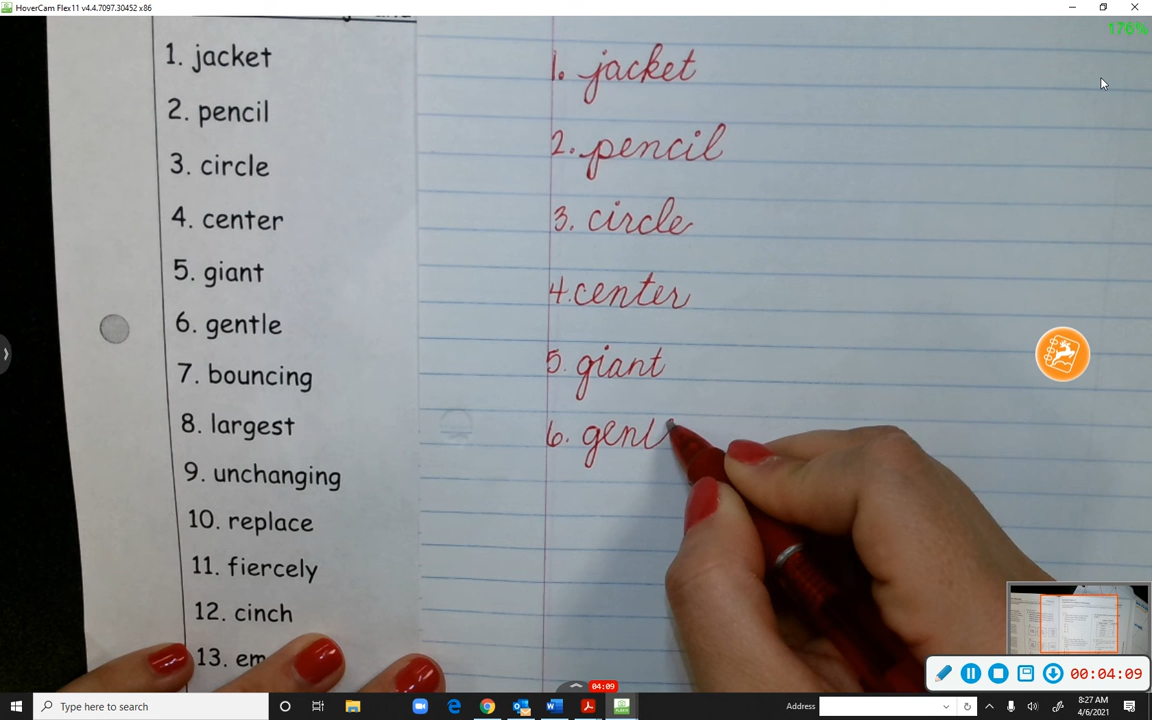 HoverCam Flex11 v4.4.7097.30452 x86
176%
1. jacket
2. pencil
3. circle
4. center
5. giant
6. gentle
7. bouncing
8. largest
9. unchanging
10. replace
11. fiercely
12. cinch
13. em
1. jacket
2. pencil
3. circle
4. center
5. giant
6. gent
00:04:09
04:09
Type here to search
Address
8:27 AM
4/6/2021